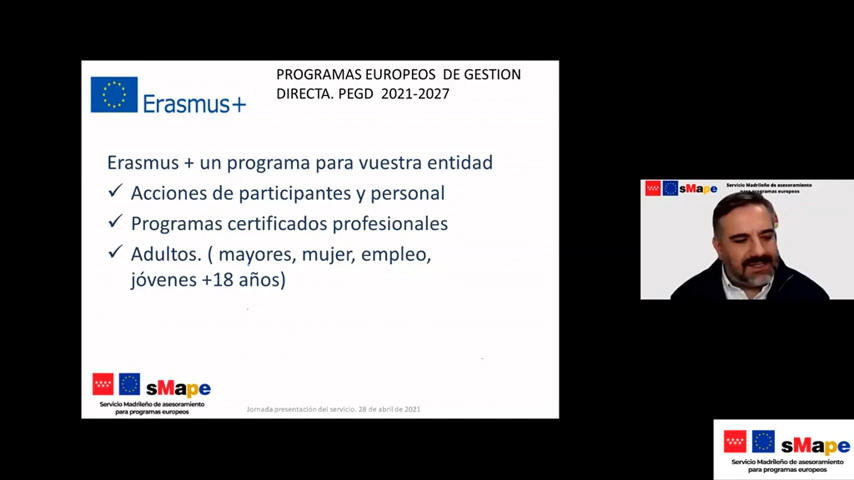 PROGRAMAS EUROPEOS DE GESTION
DIRECTA. PEGD 2021-2027
Erasmus+
Erasmus + un programa para vuestra entidad
✓ Acciones de participantes y personal
✓ Programas certificados profesionales
✓ Adultos. ( mayores, mujer, empleo,
jóvenes +18 años)
sMape
Servicio Madrileño de asesoramiento
para programas europeos
Jornada presentación del servicio. 28 de abril de 2021
sMape
Servicio Madrileño de asesoramiento
para programas europeos
sMape
Servicio Madrileño de asesoramiento
para programas europeos